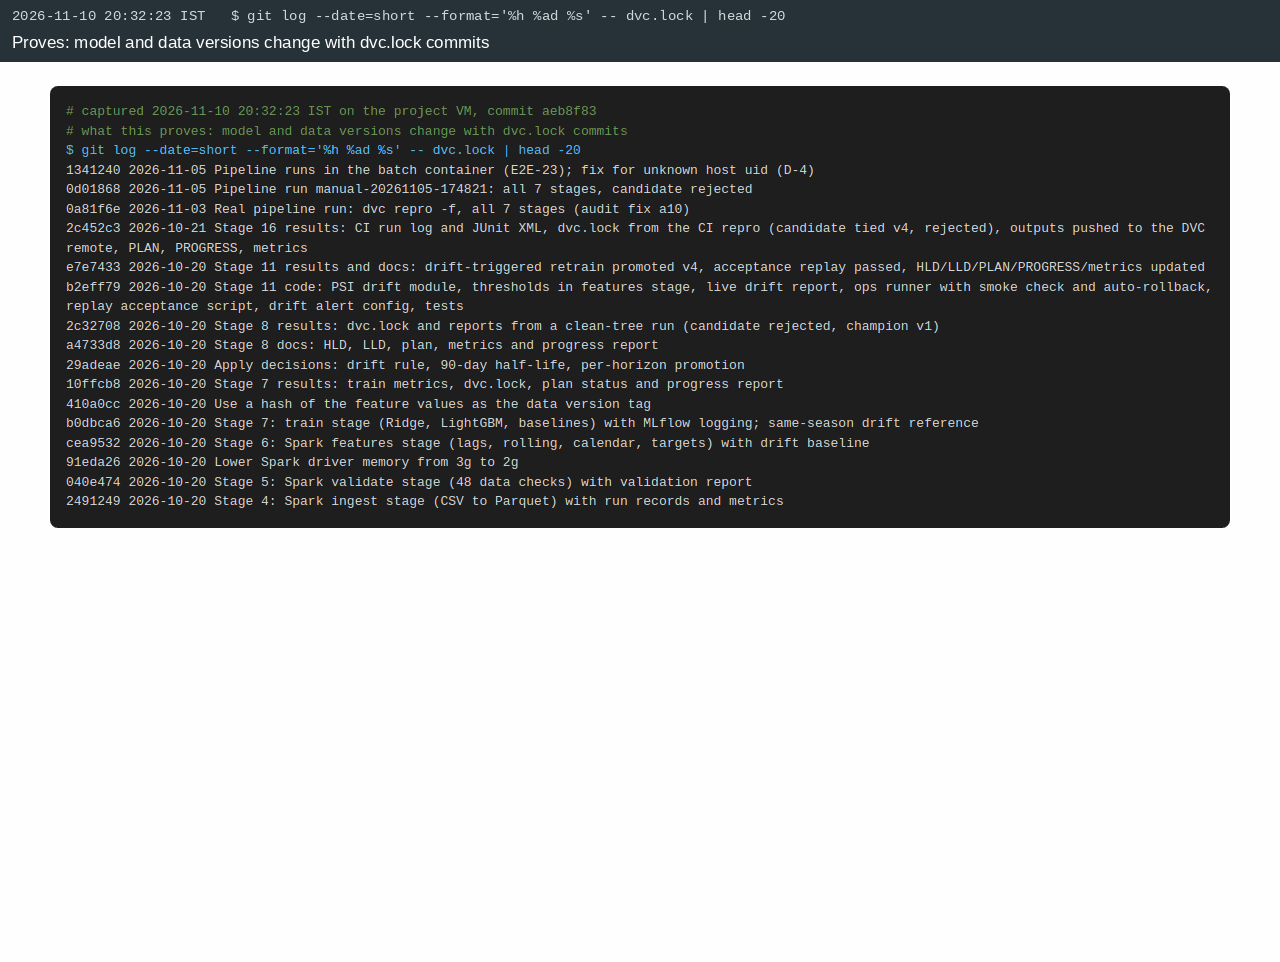 2026-11-10 20:32:23 IST   $ git log --date=short --format='%h %ad %s' -- dvc.lock | head -20
Proves: model and data versions change with dvc.lock commits
# captured 2026-11-10 20:32:23 IST on the project VM, commit aeb8f83
# what this proves: model and data versions change with dvc.lock commits
$ git log --date=short --format='%h %ad %s' -- dvc.lock | head -20
1341240 2026-11-05 Pipeline runs in the batch container (E2E-23); fix for unknown host uid (D-4)
0d01868 2026-11-05 Pipeline run manual-20261105-174821: all 7 stages, candidate rejected
0a81f6e 2026-11-03 Real pipeline run: dvc repro -f, all 7 stages (audit fix a10)
2c452c3 2026-10-21 Stage 16 results: CI run log and JUnit XML, dvc.lock from the CI repro (candidate tied v4, rejected), outputs pushed to the DVC
remote, PLAN, PROGRESS, metrics
e7e7433 2026-10-20 Stage 11 results and docs: drift-triggered retrain promoted v4, acceptance replay passed, HLD/LLD/PLAN/PROGRESS/metrics updated
b2eff79 2026-10-20 Stage 11 code: PSI drift module, thresholds in features stage, live drift report, ops runner with smoke check and auto-rollback,
replay acceptance script, drift alert config, tests
2c32708 2026-10-20 Stage 8 results: dvc.lock and reports from a clean-tree run (candidate rejected, champion v1)
a4733d8 2026-10-20 Stage 8 docs: HLD, LLD, plan, metrics and progress report
29adeae 2026-10-20 Apply decisions: drift rule, 90-day half-life, per-horizon promotion
10ffcb8 2026-10-20 Stage 7 results: train metrics, dvc.lock, plan status and progress report
410a0cc 2026-10-20 Use a hash of the feature values as the data version tag
b0dbca6 2026-10-20 Stage 7: train stage (Ridge, LightGBM, baselines) with MLflow logging; same-season drift reference
cea9532 2026-10-20 Stage 6: Spark features stage (lags, rolling, calendar, targets) with drift baseline
91eda26 2026-10-20 Lower Spark driver memory from 3g to 2g
040e474 2026-10-20 Stage 5: Spark validate stage (48 data checks) with validation report
2491249 2026-10-20 Stage 4: Spark ingest stage (CSV to Parquet) with run records and metrics